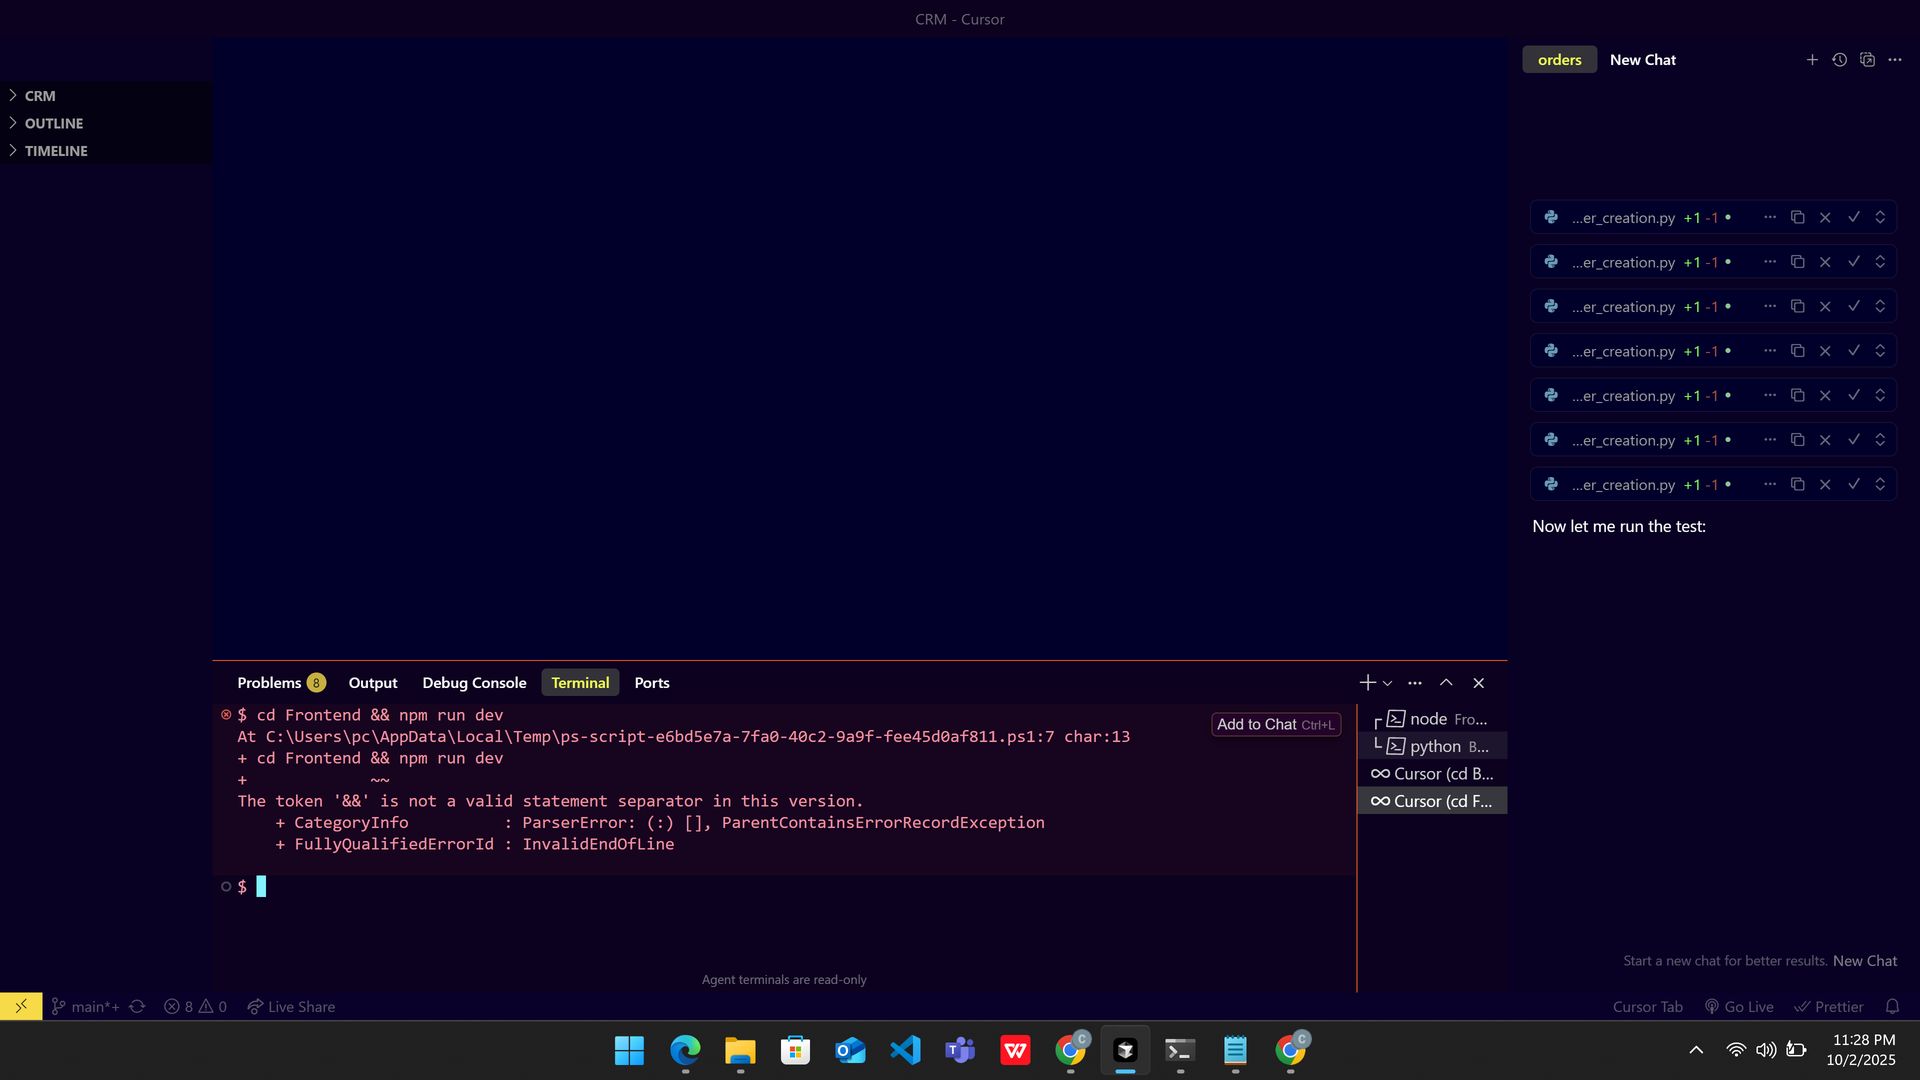 CRM - Cursor
CRM
OUTLINE
TIMELINE
orders New Chat
...er_creation.py +1 -1
...er_creation.py +1 -1
...er_creation.py +1 -1
...er_creation.py +1 -1
...er_creation.py +1 -1
...er_creation.py +1 -1
...er_creation.py +1 -1
Now let me run the test:
Start a new chat for better results. New Chat
Problems 8 Output Debug Console Terminal Ports
$ cd Frontend && npm run dev
Add to Chat Ctrl+L
At C:\Users\pc\AppData\Local\Temp\ps-script-e6bd5e7a-7fa0-40c2-9a9f-fee45d0af811.ps1:7 char:13
+ cd Frontend && npm run dev
+ ~~
The token '&&' is not a valid statement separator in this version.
+ CategoryInfo : ParserError: (:) [], ParentContainsErrorRecordException
+ FullyQualifiedErrorId : InvalidEndOfLine
$
node Fro...
python B...
Cursor (cd B...
Cursor (cd F...
Agent terminals are read-only
main*+ 8 0 Live Share
Cursor Tab Go Live Prettier
11:28 PM
10/2/2025